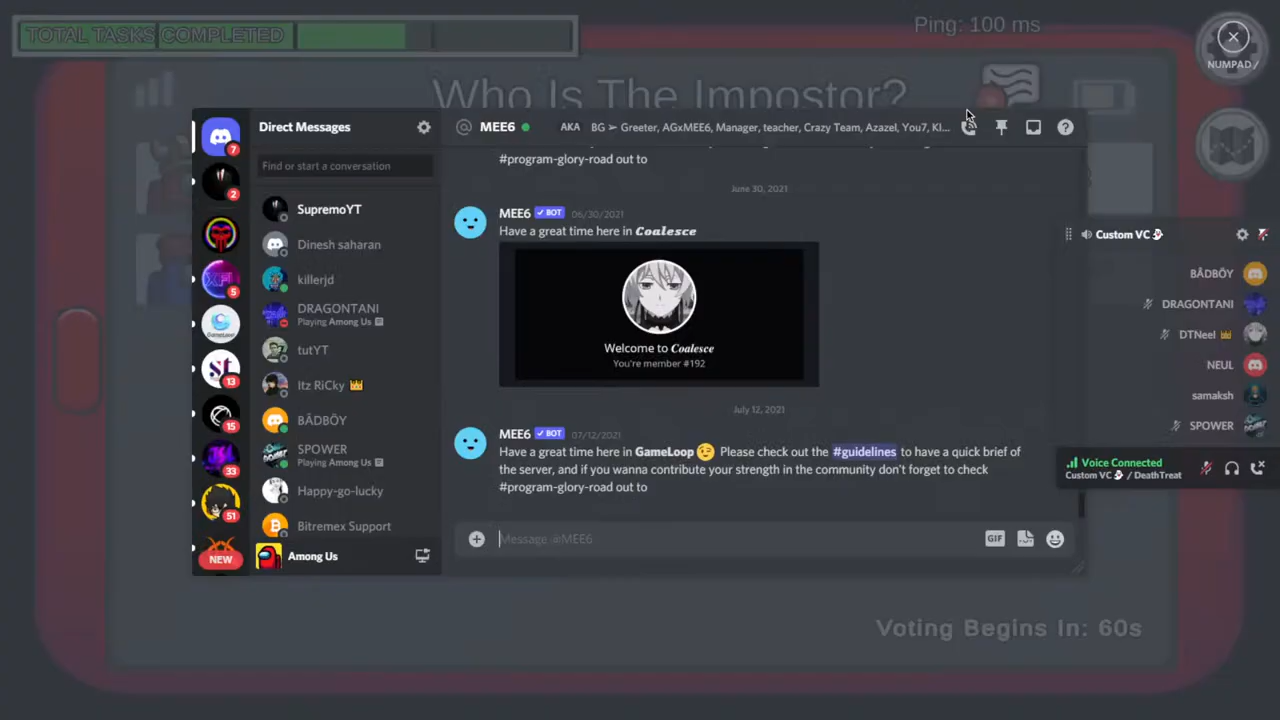 TOTAL TASKS COMPLETED
Ping: 100 ms
NUMPAD/
Who Is The Impostor?
7
2
5
13
15
33
51
NEW
Direct Messages
Find or start a conversation
SupremoYT
Dinesh saharan
killerjd
DRAGONTANI
Playing Among Us
tutYT
Itz RiCky
BÂDBÖY
SPOWER
Playing Among Us
Happy-go-lucky
Bitremex Support
Among Us
MEE6
AKA BG ➢ Greeter, AGxMEE6, Manager, teacher, Crazy Team, Azazel, You7, KI...
#program-glory-road out to
June 30, 2021
MEE6 ✓ BOT 06/30/2021
Have a great time here in Coalesce
Welcome to Coalesce
You're member #192
July 12, 2021
MEE6 ✓ BOT 07/12/2021
Have a great time here in GameLoop 😉 Please check out the #guidelines to have a quick brief of
the server, and if you wanna contribute your strength in the community don't forget to check
#program-glory-road out to
Message @MEE6
GIF
Custom VC 👻
BÂDBÖY
DRAGONTANI
DTNeel
NEUL
samaksh
SPOWER
Voice Connected
Custom VC 👻 / DeathTreat
Voting Begins In: 60s